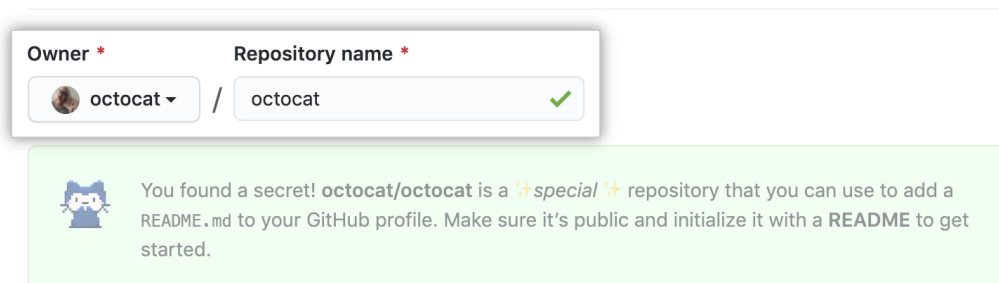 Owner * Repository name *
octocat / octocat
You found a secret! octocat/octocat is a ✨special✨ repository that you can use to add a
README.md to your GitHub profile. Make sure it’s public and initialize it with a README to get
started.